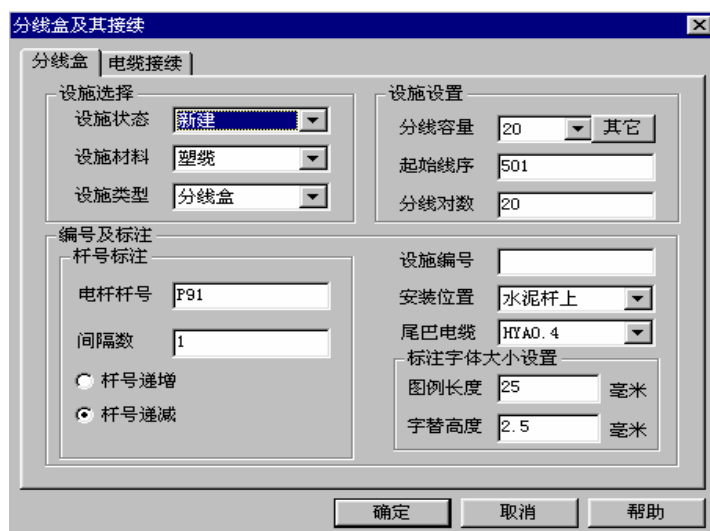 分线盒及其接续
分线盒 电缆接续
设施选择
设施状态 新建
设施材料 塑缆
设施类型 分线盒
设施设置
分线容量 20 其它
起始线序 501
分线对数 20
编号及标注
杆号标注
电杆杆号 P91
间隔数 1
杆号递增
杆号递减
设施编号
安装位置 水泥杆上
尾巴电缆 HYA0.4
标注字体大小设置
图例长度 25 毫米
字替高度 2.5 毫米
确定 取消 帮助